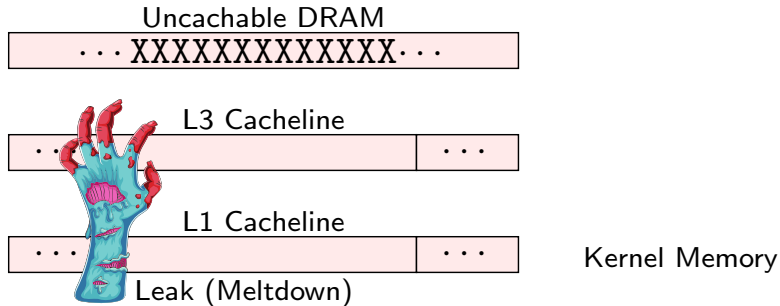 Uncachable DRAM
··· XXXXXXXXXXXXX ···
L3 Cacheline
··· ···
L1 Cacheline
··· ···
Kernel Memory
Leak (Meltdown)